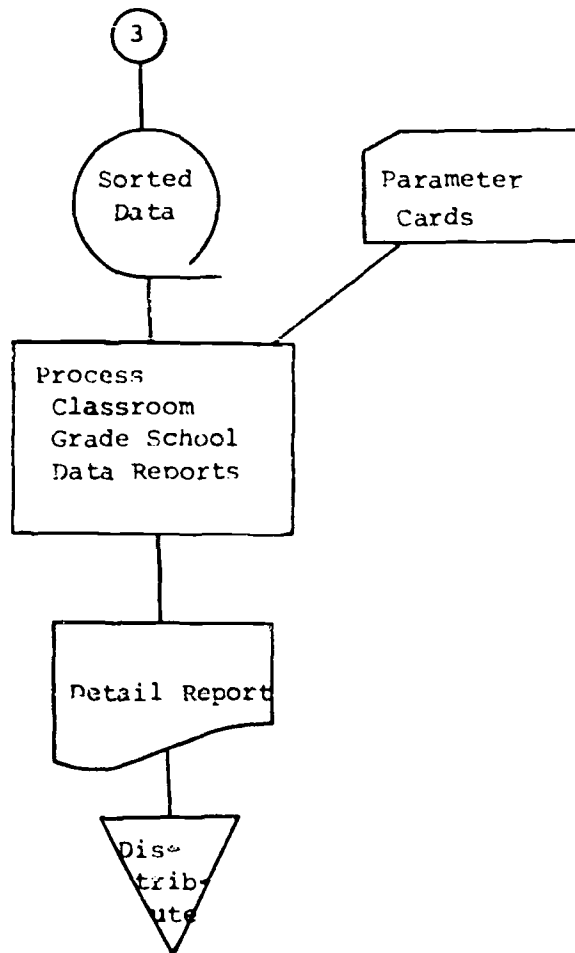 3
Sorted
Data
Parameter
Cards
Process
Classroom
Grade School
Data Reports
Detail Report
Dis-
trib-
ute